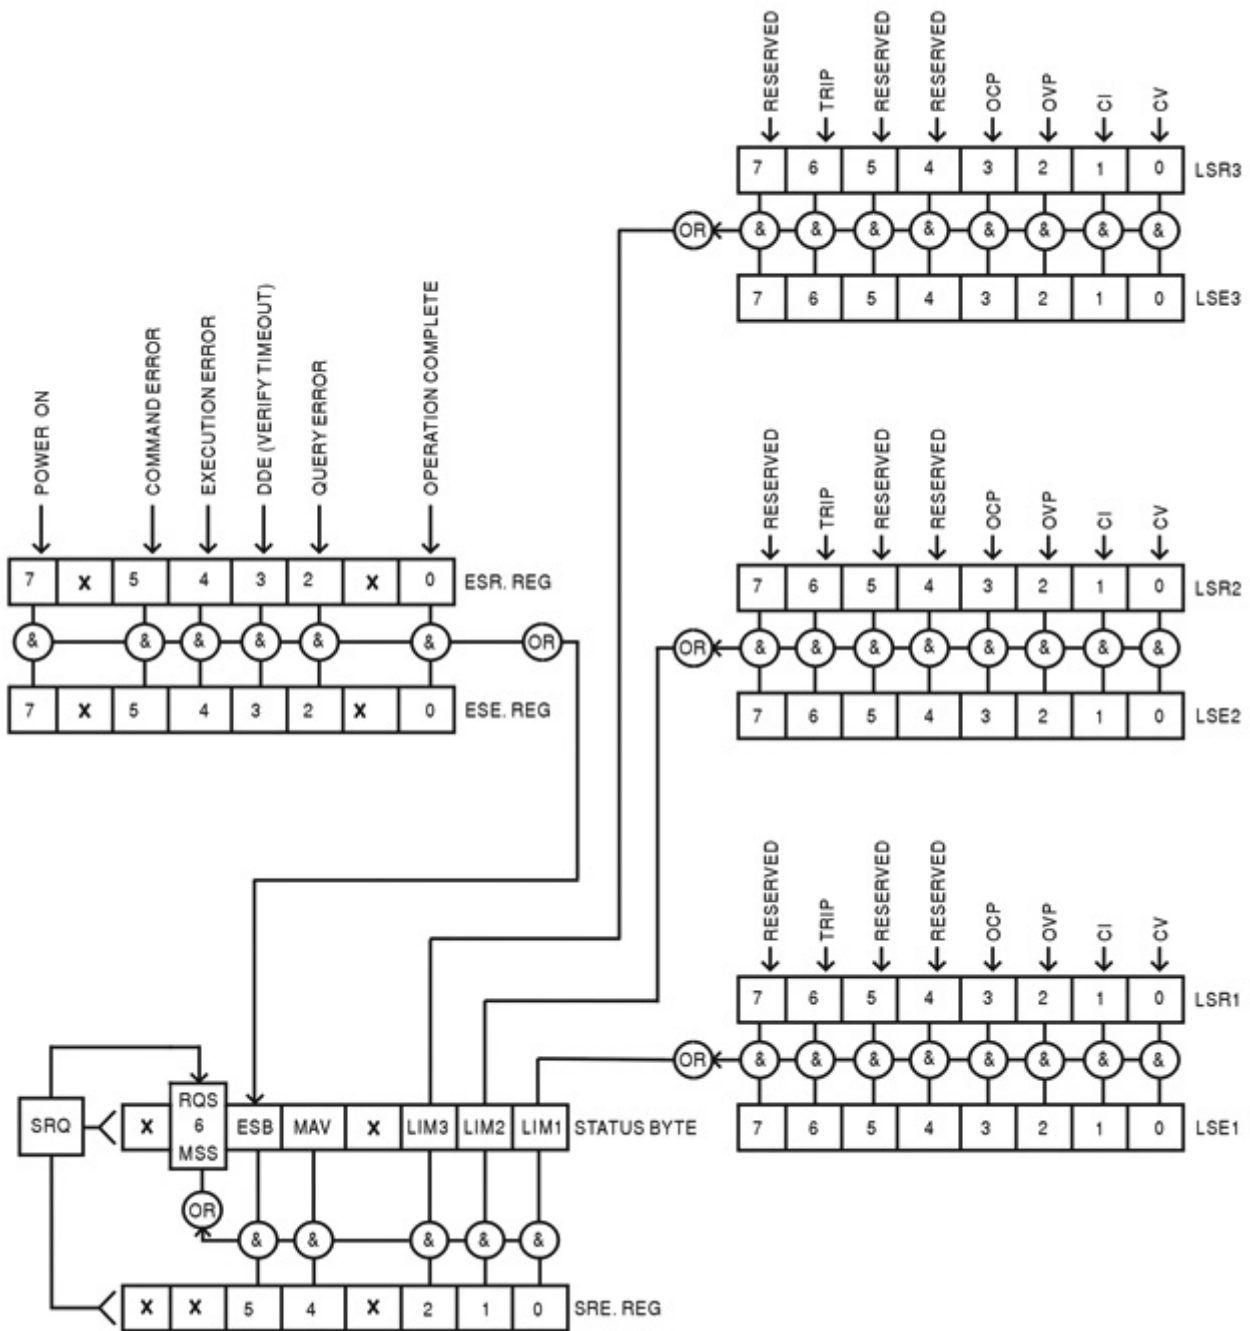 RESERVED
TRIP
RESERVED
RESERVED
OCP
OVP
CI
CV
7 6 5 4 3 2 1 0 LSR3
OR & & & & & & & &
7 6 5 4 3 2 1 0 LSE3
POWER ON
COMMAND ERROR
EXECUTION ERROR
DDE (VERIFY TIMEOUT)
QUERY ERROR
OPERATION COMPLETE
7 X 5 4 3 2 X 0 ESR. REG
& & & & & & OR
7 X 5 4 3 2 X 0 ESE. REG
RESERVED
TRIP
RESERVED
RESERVED
OCP
OVP
CI
CV
7 6 5 4 3 2 1 0 LSR2
OR & & & & & & & &
7 6 5 4 3 2 1 0 LSE2
RESERVED
TRIP
RESERVED
RESERVED
OCP
OVP
CI
CV
7 6 5 4 3 2 1 0 LSR1
OR & & & & & & & &
7 6 5 4 3 2 1 0 LSE1
SRQ
X
RQS
6
MSS
ESB MAV X LIM3 LIM2 LIM1 STATUS BYTE
OR
& & & & &
X X 5 4 X 2 1 0 SRE. REG